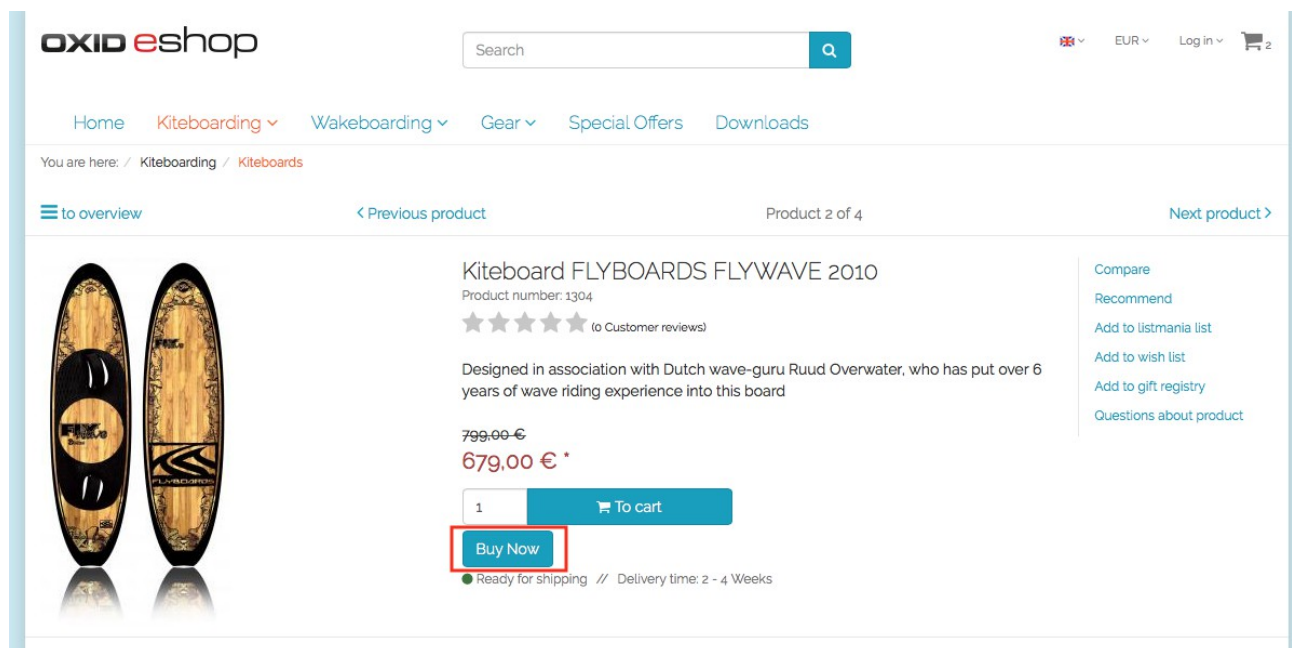 OXID eshop
Search
EUR
Log in
2
Home Kiteboarding Wakeboarding Gear Special Offers Downloads
You are here: / Kiteboarding / Kiteboards
to overview
< Previous product
Product 2 of 4
Next product >
Kiteboard FLYBOARDS FLYWAVE 2010
Product number: 1304
(0 Customer reviews)
Designed in association with Dutch wave-guru Ruud Overwater, who has put over 6
years of wave riding experience into this board
799,00 €
679,00 € *
1
To cart
Buy Now
Ready for shipping // Delivery time: 2 - 4 Weeks
Compare
Recommend
Add to listmania list
Add to wish list
Add to gift registry
Questions about product
FLYBOARDS